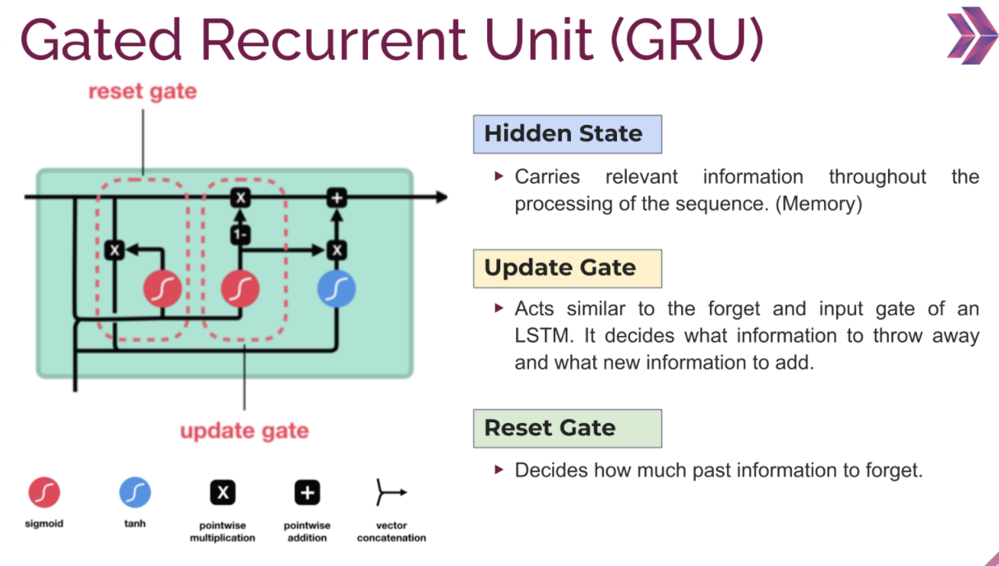 Gated Recurrent Unit (GRU)
reset gate
X
+
1-
X
X
update gate
sigmoid
tanh
X
pointwise
multiplication
+
pointwise
addition
vector
concatenation
Hidden State
Carries relevant information throughout the
processing of the sequence. (Memory)
Update Gate
Acts similar to the forget and input gate of an
LSTM. It decides what information to throw away
and what new information to add.
Reset Gate
Decides how much past information to forget.